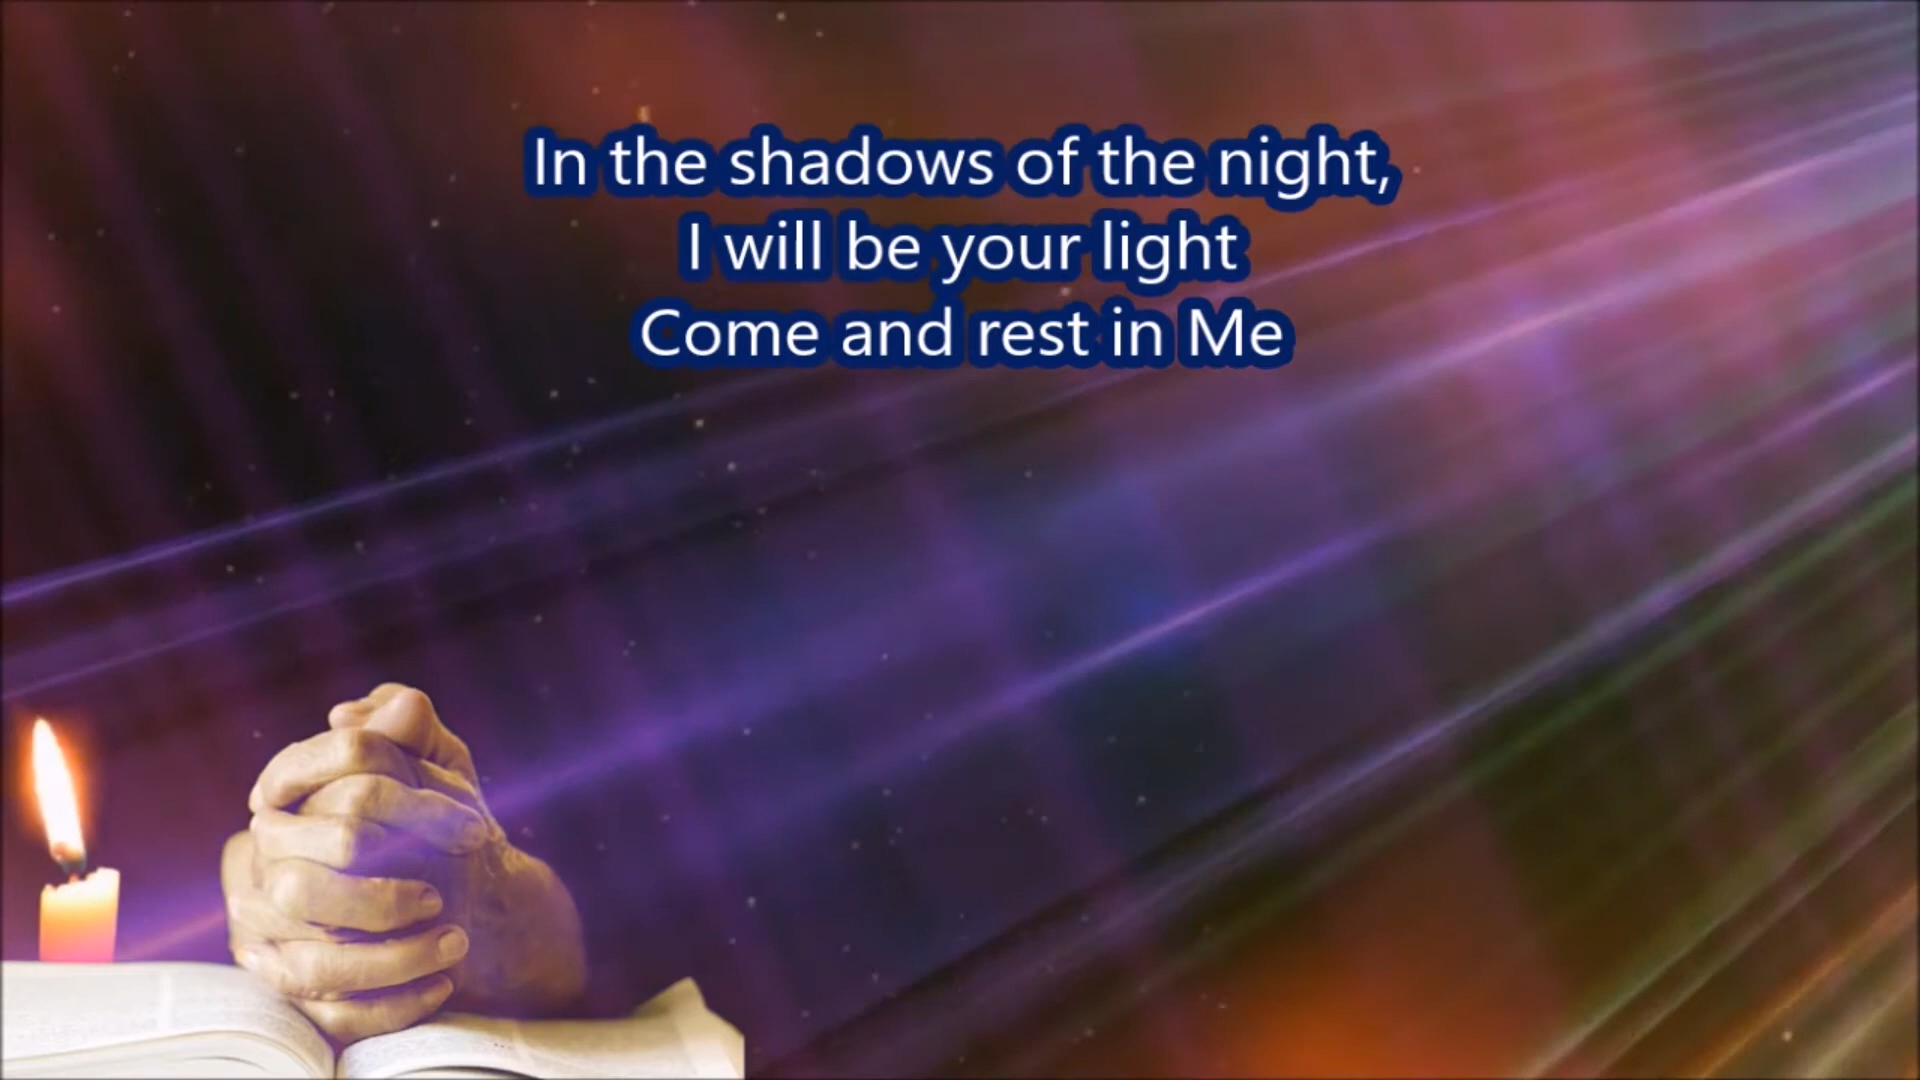 In the shadows of the night,
I will be your light
Come and rest in Me